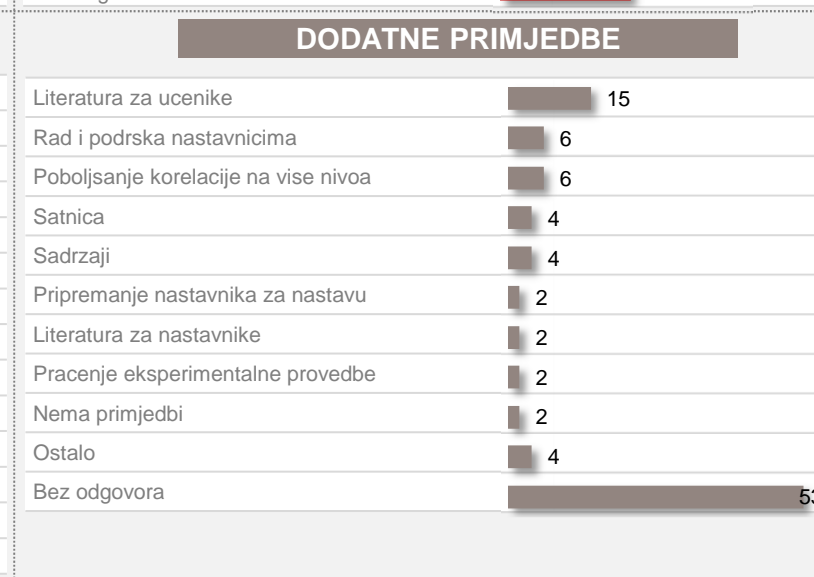 DODATNE PRIMJEDBE
Literatura za ucenike 15
Rad i podrska nastavnicima 6
Poboljsanje korelacije na vise nivoa 6
Satnica 4
Sadrzaji 4
Pripremanje nastavnika za nastavu 2
Literatura za nastavnike 2
Pracenje eksperimentalne provedbe 2
Nema primjedbi 2
Ostalo 4
Bez odgovora 53